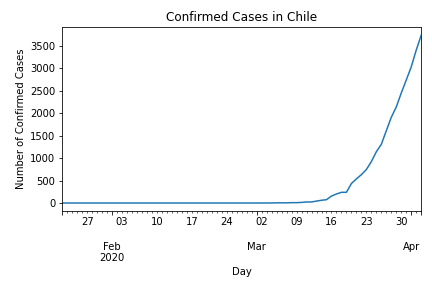 Confirmed Cases in Chile
Number of Confirmed Cases
3500
3000
2500
2000
1500
1000
500
0
27 03 10 17 24 02 09 16 23 30
Feb Mar Apr
2020
Day